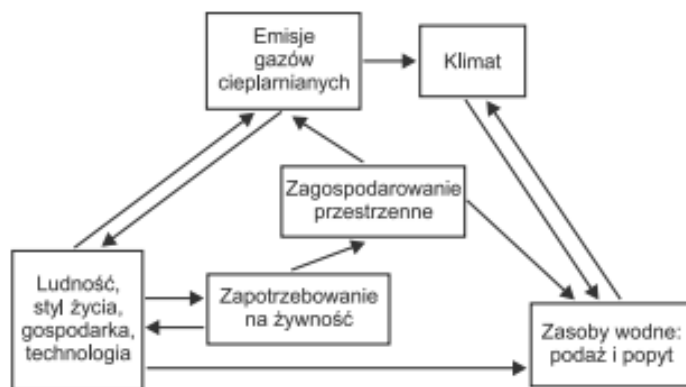 Emisje
gazów
cieplarnianych
Klimat
Zagospodarowanie
przestrzenne
Ludność,
styl życia,
gospodarka,
technologia
Zapotrzebowanie
na żywność
Zasoby wodne:
podaż i popyt